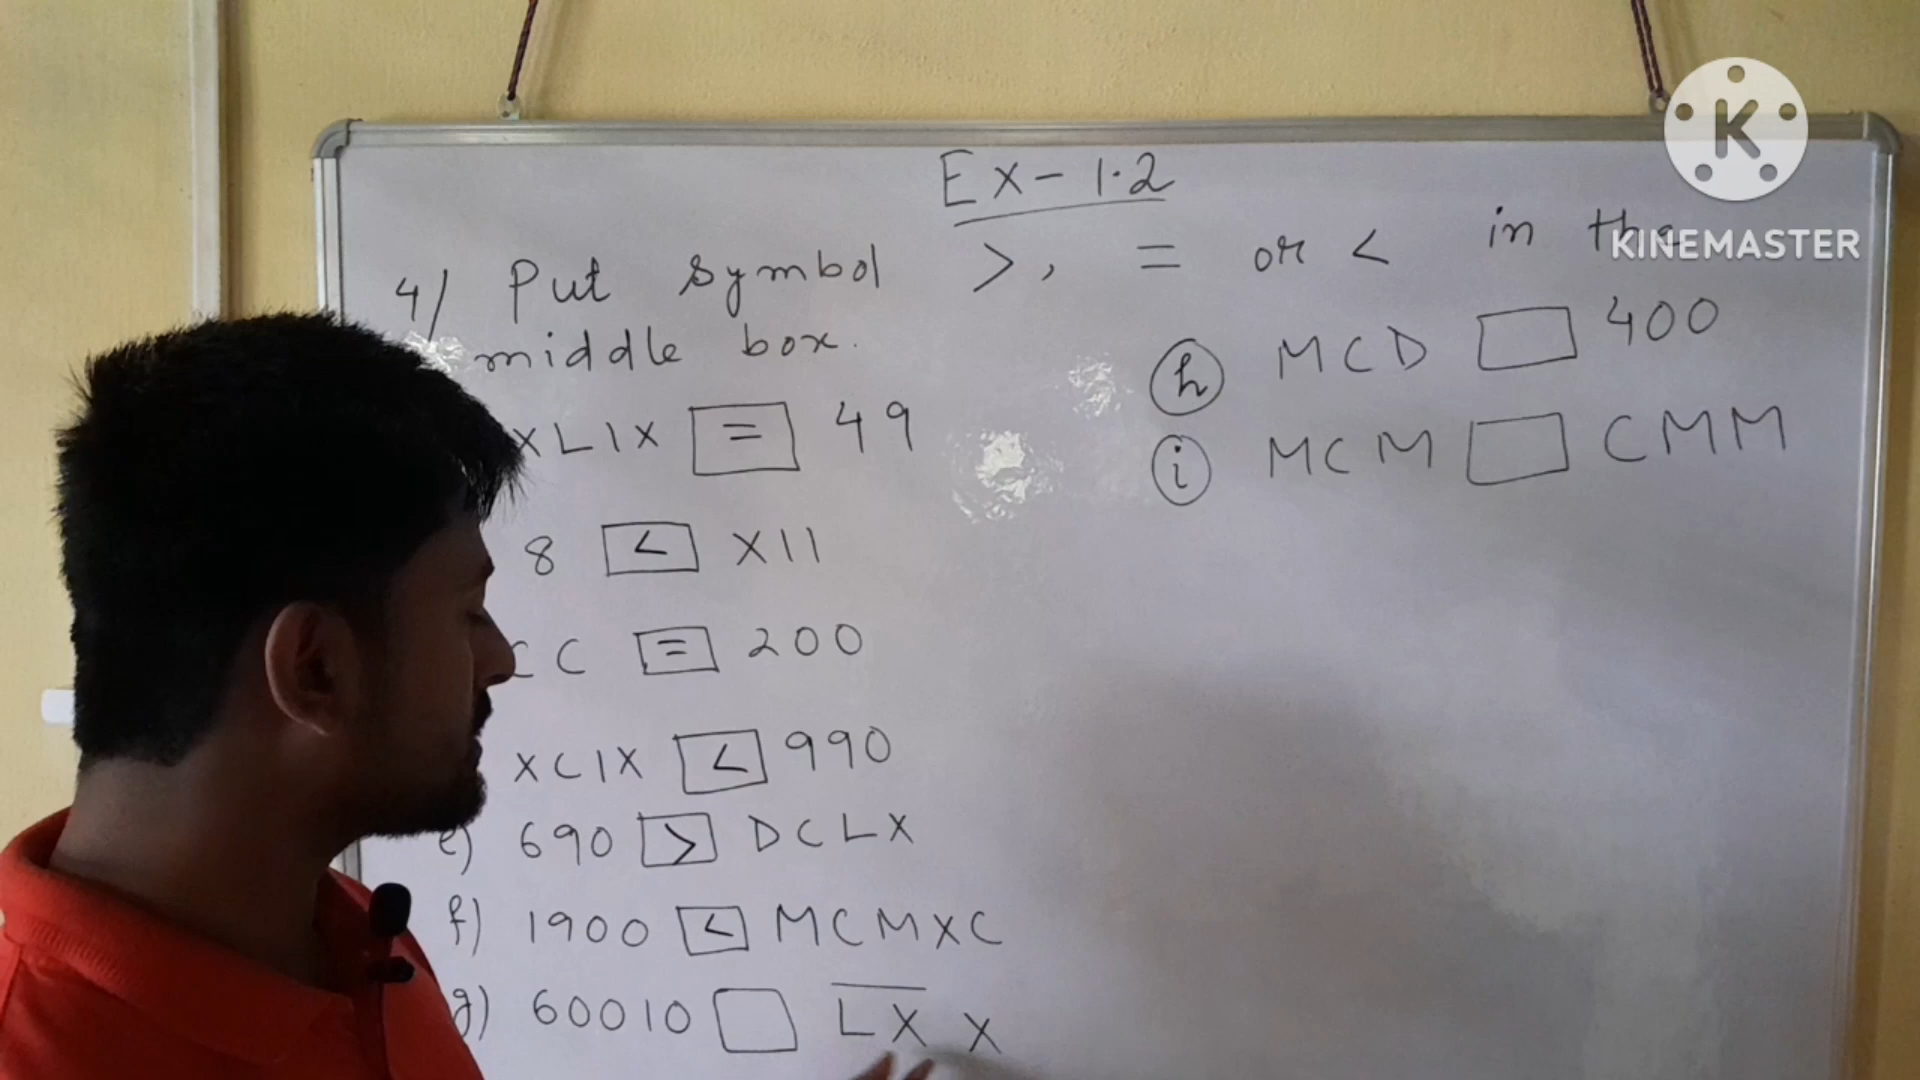 Ex - 1.2
4/ Put symbol >, = or < in the
middle box.
XLIX = 49
8 < XII
CC = 200
XCIX < 990
e) 690 > DCLX
f) 1900 < MCMXC
g) 60010 L̅X̅ X
h MCD 400
i MCM CMM
K
KINEMASTER